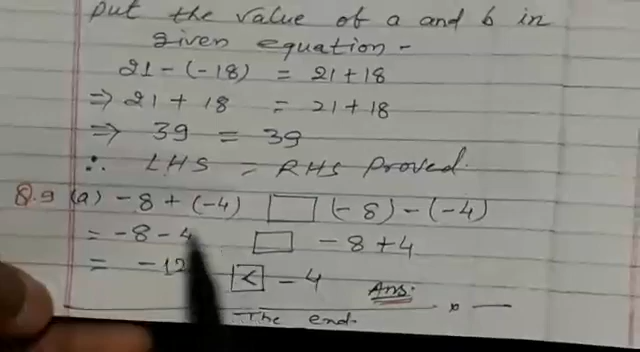 put the value of a and b in
given equation -
21 - (-18) = 21 + 18
⇒ 21 + 18 = 21 + 18
⇒ 39 = 39
∴ LHS = RHS Proved.
Q.9 (a) - 8 + (-4) □ (- 8) - (-4)
= - 8 - 4 □ - 8 + 4
= - 12 < - 4 Ans:
The end.